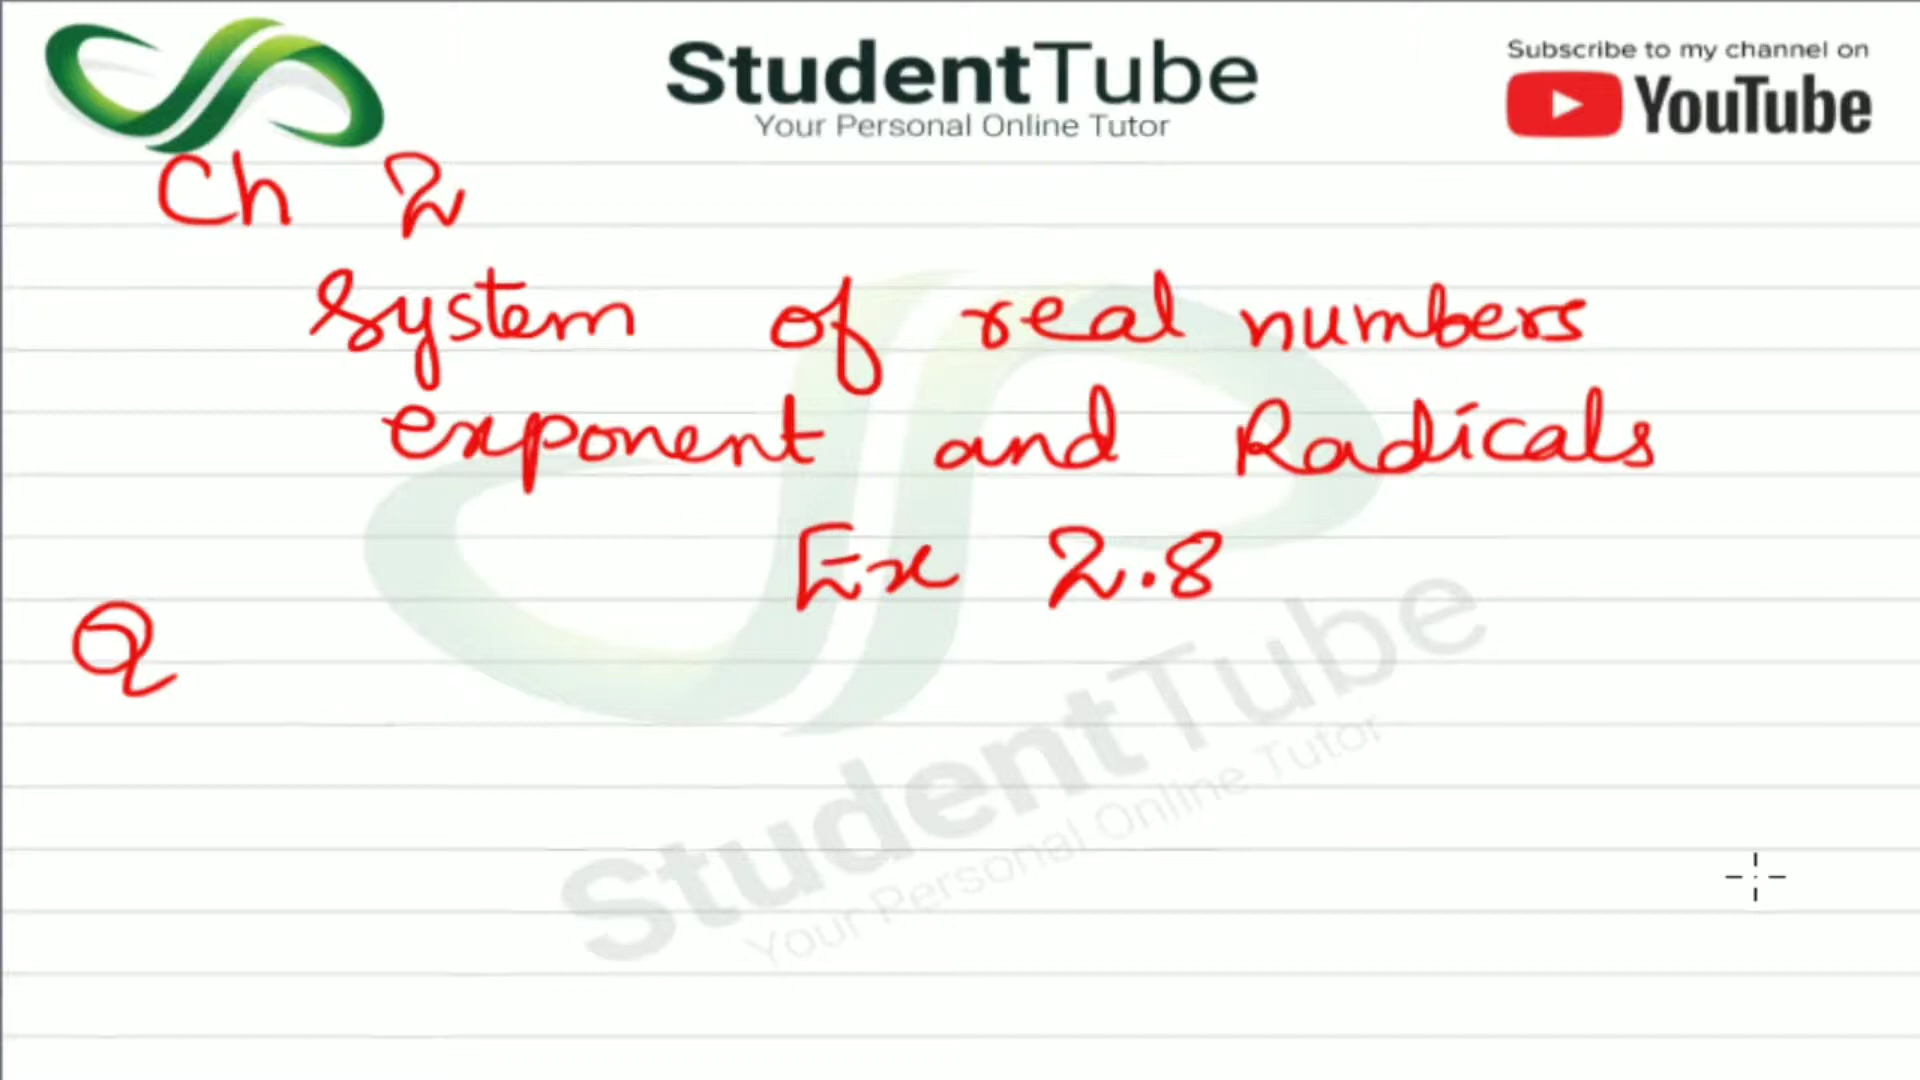 StudentTube
Your Personal Online Tutor
Subscribe to my channel on
YouTube
Ch 2
System of real numbers
exponent and Radicals
Ex 2.8
Q
StudentTube
Your Personal Online Tutor